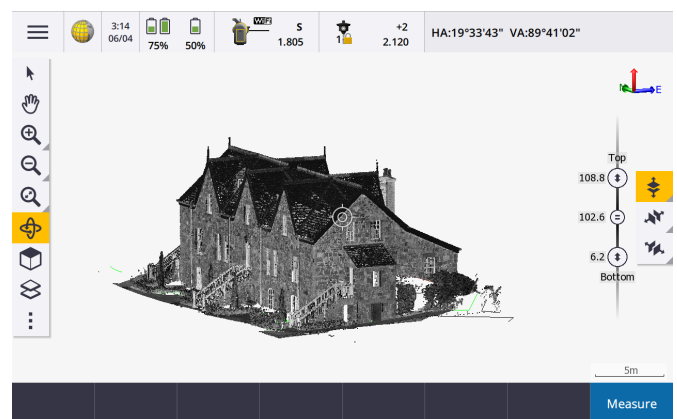 3:14
06/04
75%
50%
S
1.805
1
+2
2.120
HA:19°33'43" VA:89°41'02"
N
E
Top
108.8
102.6
6.2
Bottom
5m
Measure